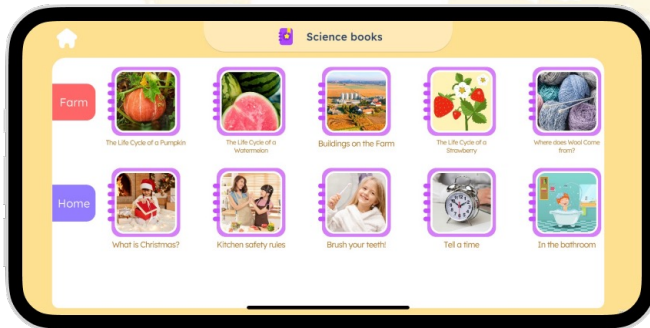 Science books
Farm
The Life Cycle of a Pumpkin
The Life Cycle of a
Watermelon
Buildings on the Farm
The Life Cycle of a
Strawberry
Where does Wool Come
from?
Home
What is Christmas?
Kitchen safety rules
Brush your teeth!
Tell a time
In the bathroom